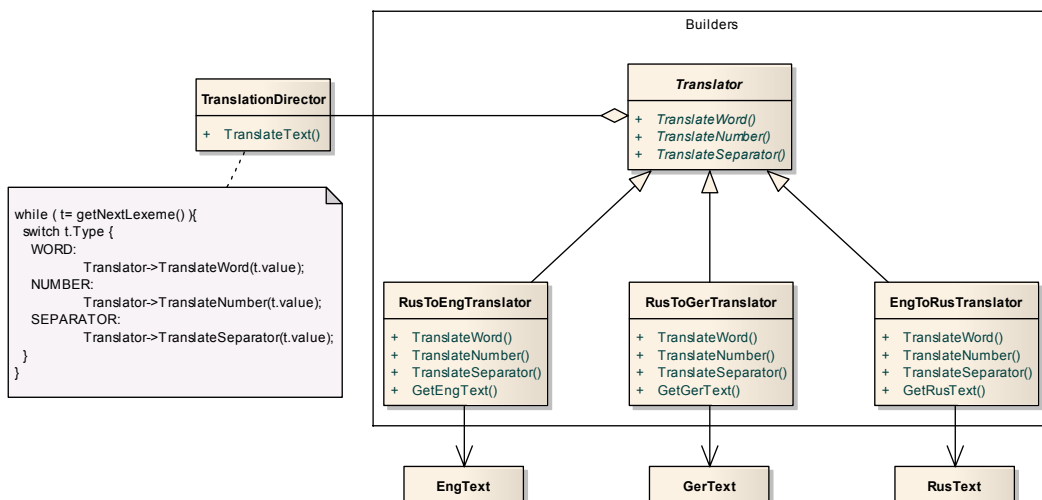 Builders
TranslationDirector
+ TranslateText()
Translator
+ TranslateWord()
+ TranslateNumber()
+ TranslateSeparator()
while ( t= getNextLexeme() ){
switch t.Type {
WORD:
Translator->TranslateWord(t.value);
NUMBER:
Translator->TranslateNumber(t.value);
SEPARATOR:
Translator->TranslateSeparator(t.value);
}
}
RusToEngTranslator
+ TranslateWord()
+ TranslateNumber()
+ TranslateSeparator()
+ GetEngText()
RusToGerTranslator
+ TranslateWord()
+ TranslateNumber()
+ TranslateSeparator()
+ GetGerText()
EngToRusTranslator
+ TranslateWord()
+ TranslateNumber()
+ TranslateSeparator()
+ GetRusText()
EngText
GerText
RusText